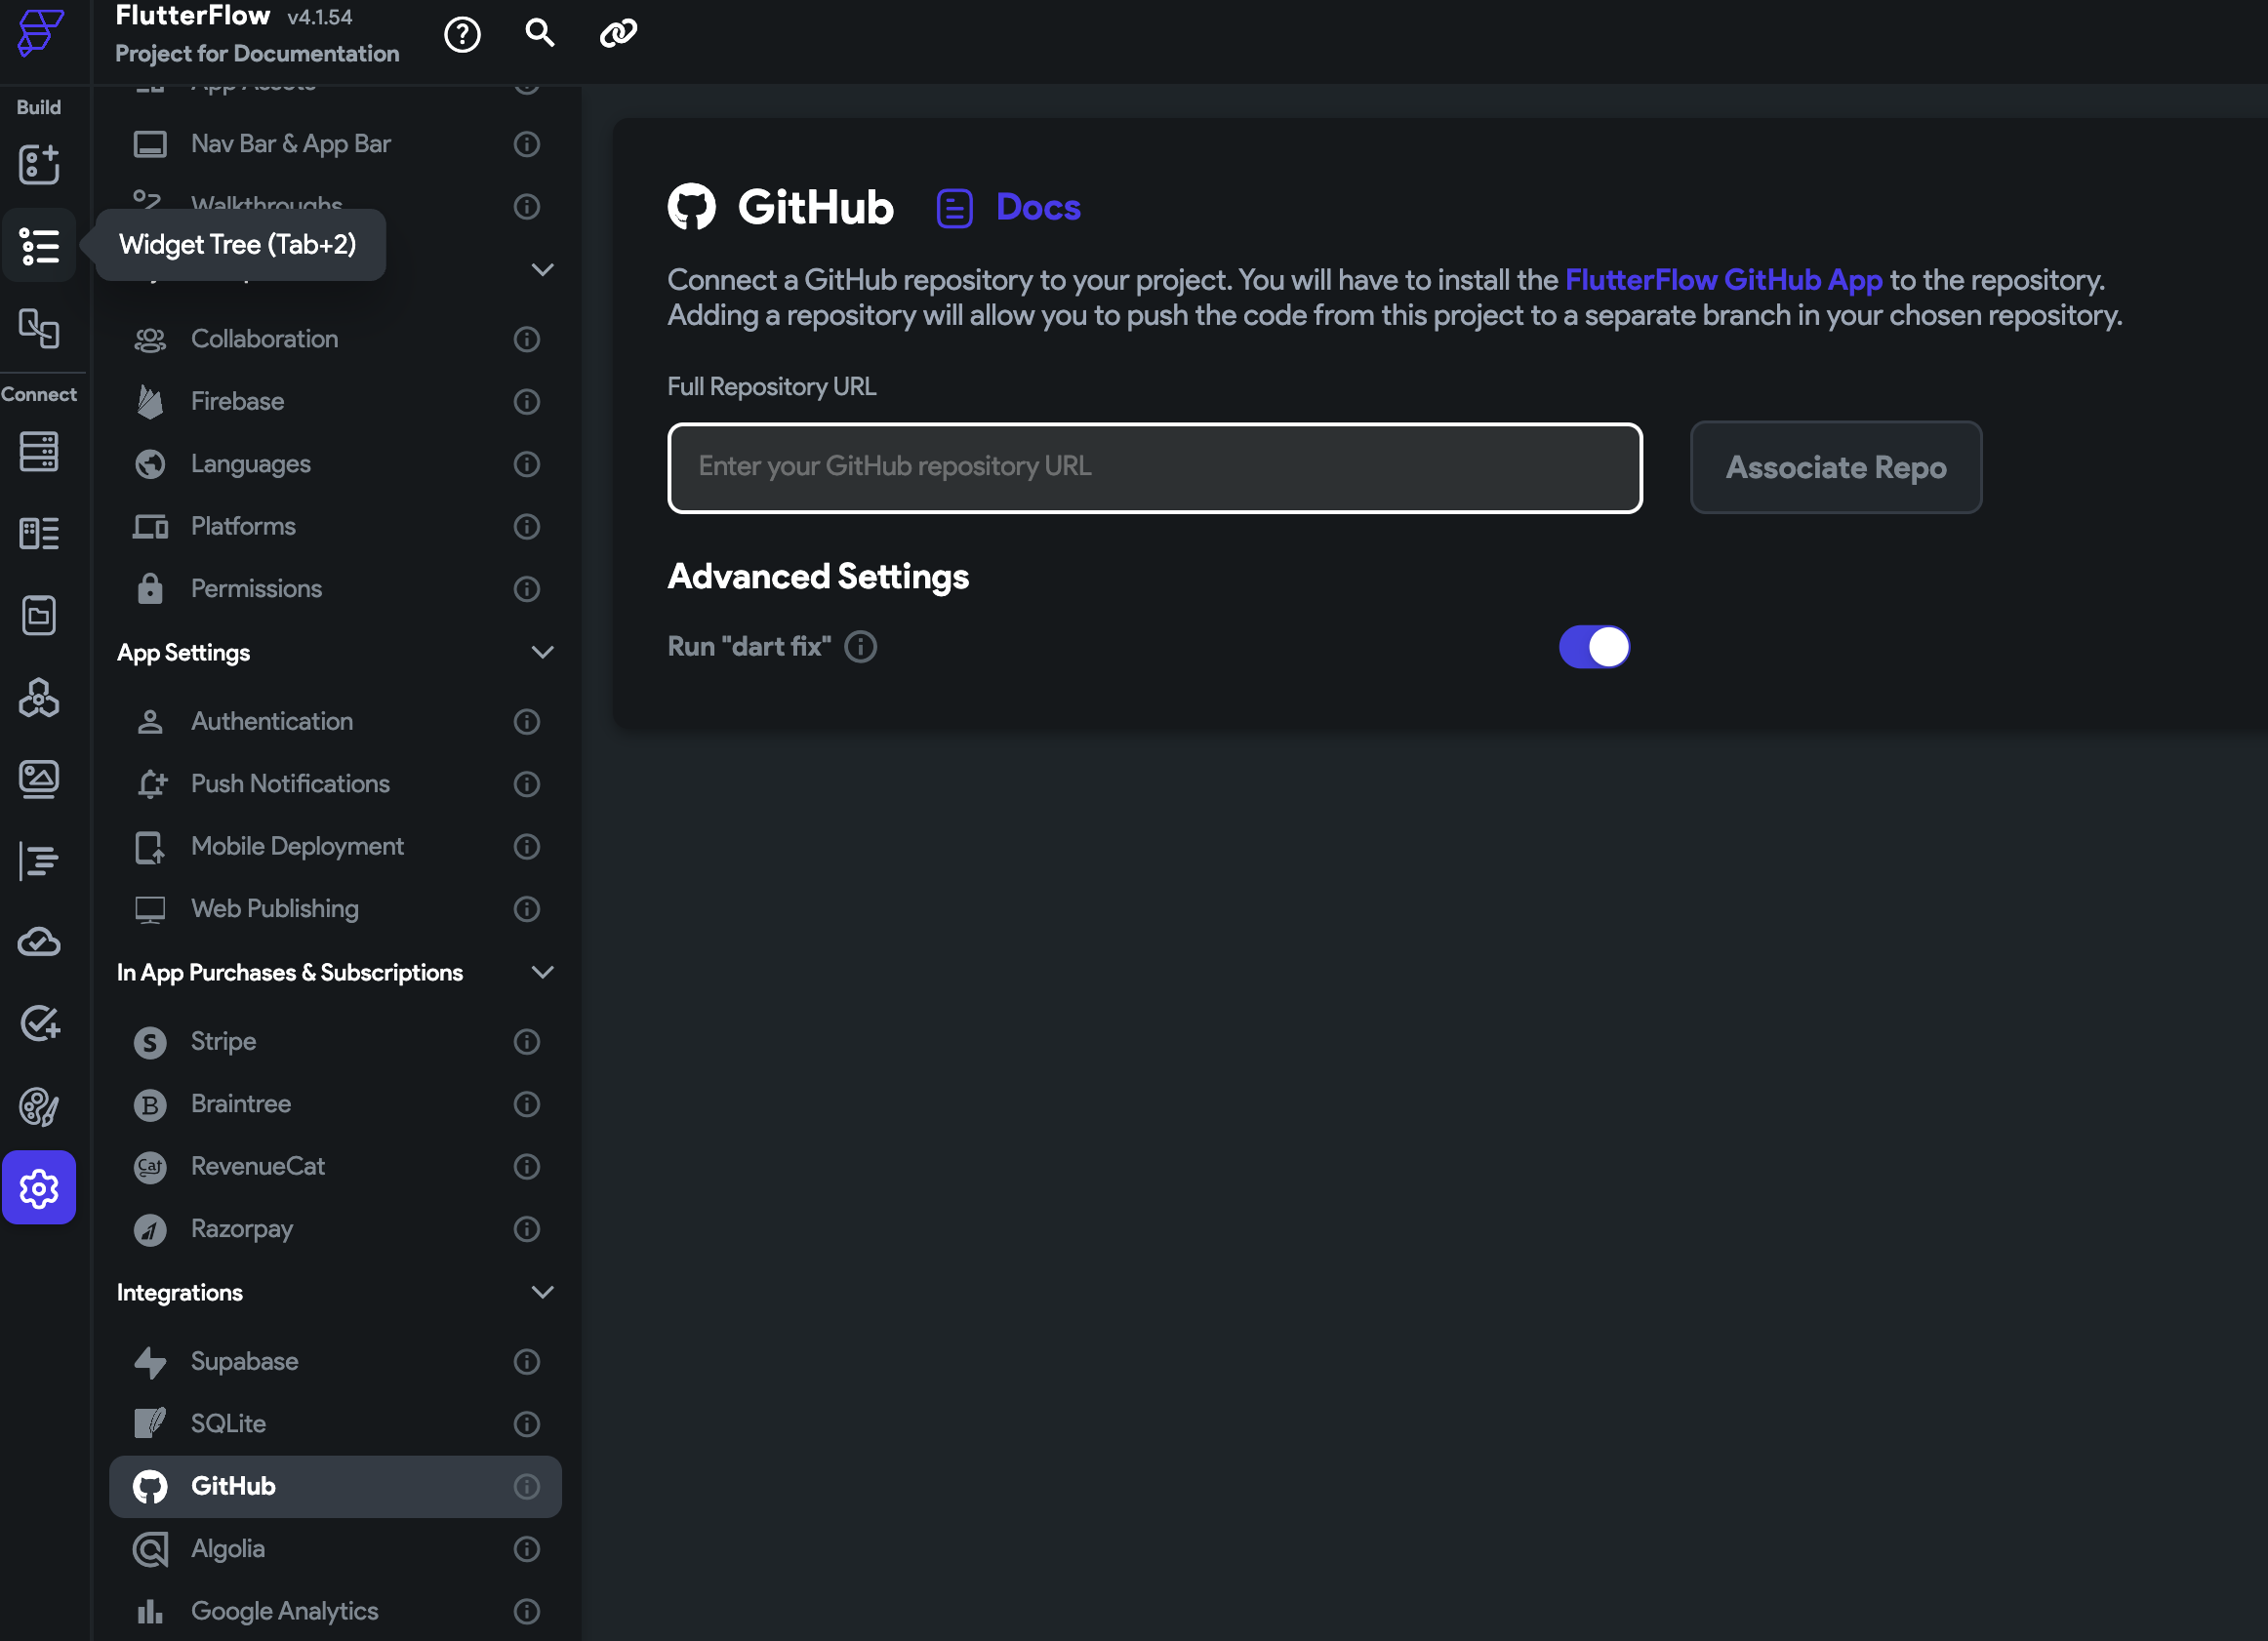 FlutterFlow v4.1.54
Project for Documentation
Build
Connect
App Assets
Nav Bar & App Bar
Walkthroughs
Widget Tree (Tab+2)
Collaboration
Firebase
Languages
Platforms
Permissions
App Settings
Authentication
Push Notifications
Mobile Deployment
Web Publishing
In App Purchases & Subscriptions
Stripe
Braintree
RevenueCat
Razorpay
Integrations
Supabase
SQLite
GitHub
Algolia
Google Analytics
GitHub Docs
Connect a GitHub repository to your project. You will have to install the FlutterFlow GitHub App to the repository.
Adding a repository will allow you to push the code from this project to a separate branch in your chosen repository.
Full Repository URL
Enter your GitHub repository URL
Associate Repo
Advanced Settings
Run "dart fix"